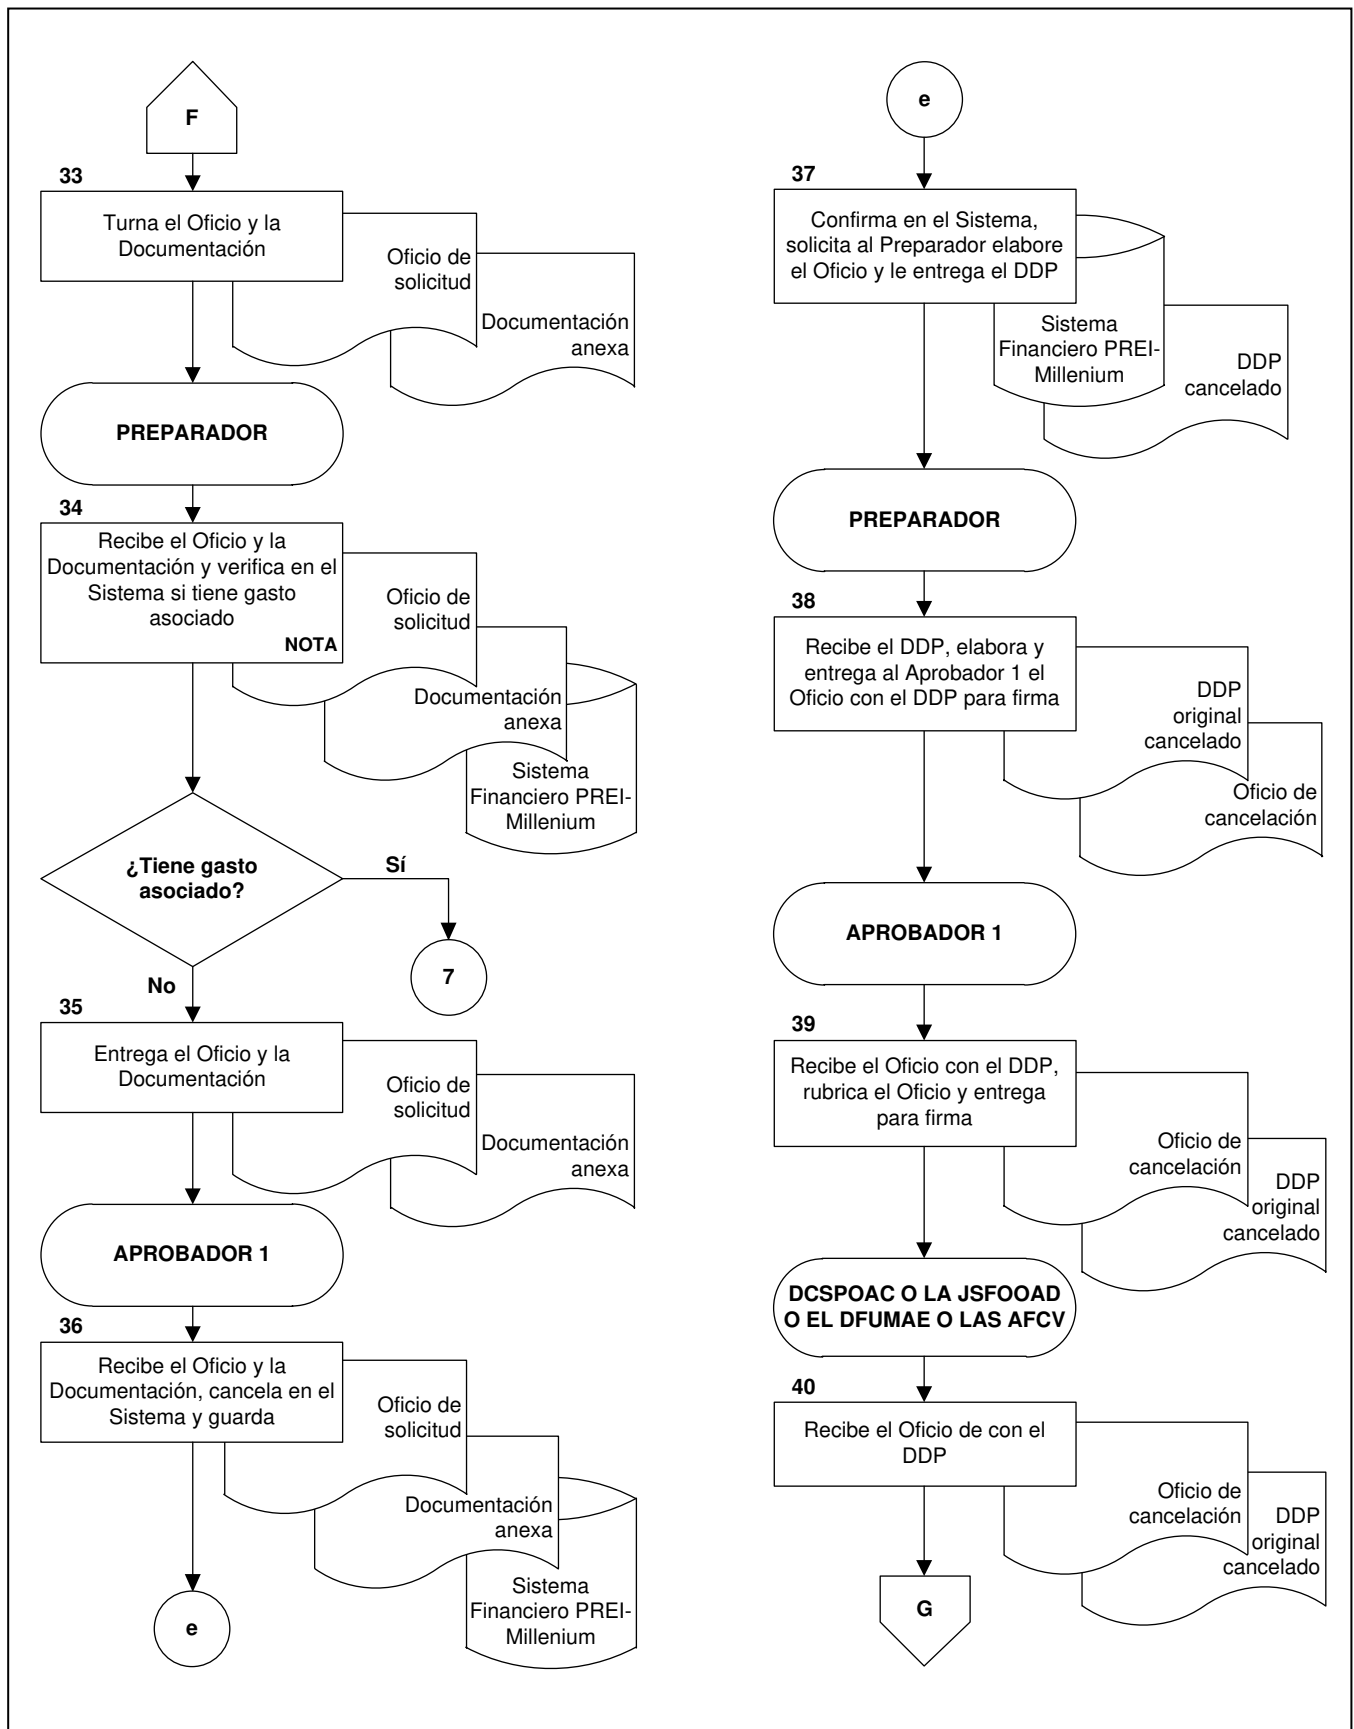 F
33
Turna el Oficio y la
Documentación
Oficio de
solicitud
Documentación
anexa
PREPARADOR
34
Recibe el Oficio y la
Documentación y verifica en el
Sistema si tiene gasto
asociado
NOTA
Oficio de
solicitud
Documentación
anexa
Sistema
Financiero PREI-
Millenium
¿Tiene gasto
asociado?
Sí
7
No
35
Entrega el Oficio y la
Documentación
Oficio de
solicitud
Documentación
anexa
APROBADOR 1
36
Recibe el Oficio y la
Documentación, cancela en el
Sistema y guarda
Oficio de
solicitud
Documentación
anexa
Sistema
Financiero PREI-
Millenium
e
e
37
Confirma en el Sistema,
solicita al Preparador elabore
el Oficio y le entrega el DDP
Sistema
Financiero PREI-
Millenium
DDP
cancelado
PREPARADOR
38
Recibe el DDP, elabora y
entrega al Aprobador 1 el
Oficio con el DDP para firma
DDP
original
cancelado
Oficio de
cancelación
APROBADOR 1
39
Recibe el Oficio con el DDP,
rubrica el Oficio y entrega
para firma
Oficio de
cancelación
DDP
original
cancelado
DCSPOAC O LA JSFOOAD
O EL DFUMAE O LAS AFCV
40
Recibe el Oficio de con el
DDP
Oficio de
cancelación
DDP
original
cancelado
G